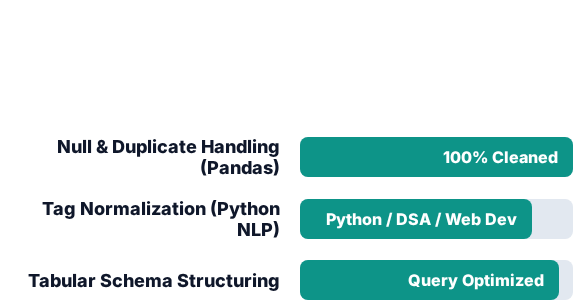 Null & Duplicate Handling
(Pandas)
100% Cleaned
Tag Normalization (Python
NLP)
Python / DSA / Web Dev
Tabular Schema Structuring
Query Optimized